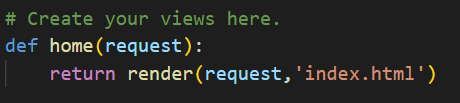 # Create your views here.
def home(request):
    return render(request,'index.html')